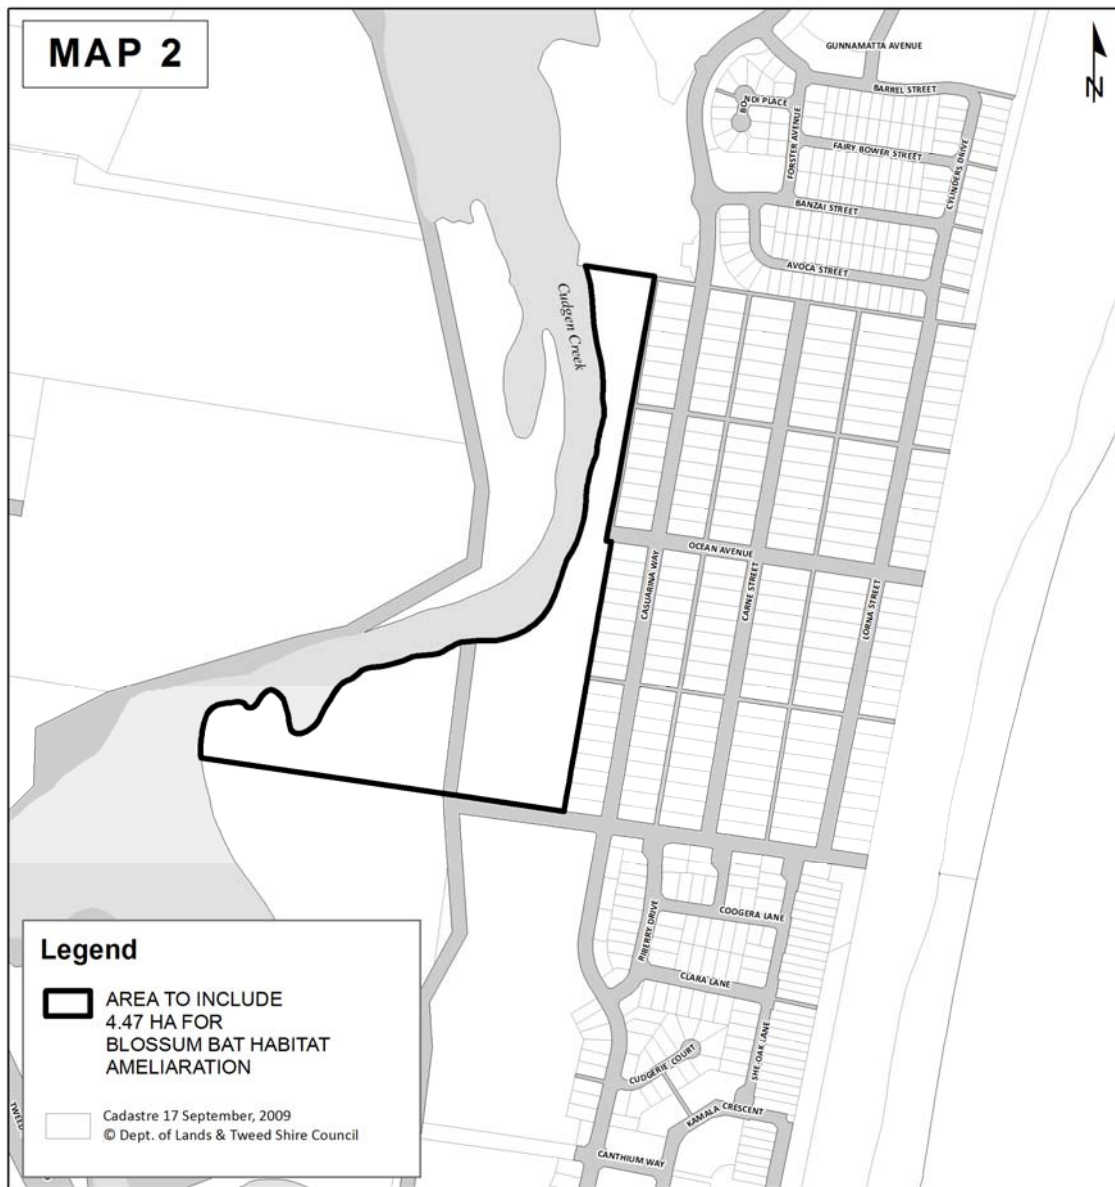 MAP 2
GUNNAMATTA AVENUE
BARREL STREET
BONDI PLACE
FORSTER AVENUE
FAIRY BOWER STREET
CYLINDERS DRIVE
BANZAI STREET
AVOCA STREET
Cudgen Creek
OCEAN AVENUE
CASUARINA WAY
CARNE STREET
LORNA STREET
COOGERA LANE
RIBERRY DRIVE
CLARA LANE
SHE-OAK LANE
CUDGERIE COURT
KAMALA CRESCENT
CANTHIUM WAY
TWEED
N
Legend
AREA TO INCLUDE
4.47 HA FOR
BLOSSUM BAT HABITAT
AMELIARATION
Cadastre 17 September, 2009
© Dept. of Lands & Tweed Shire Council